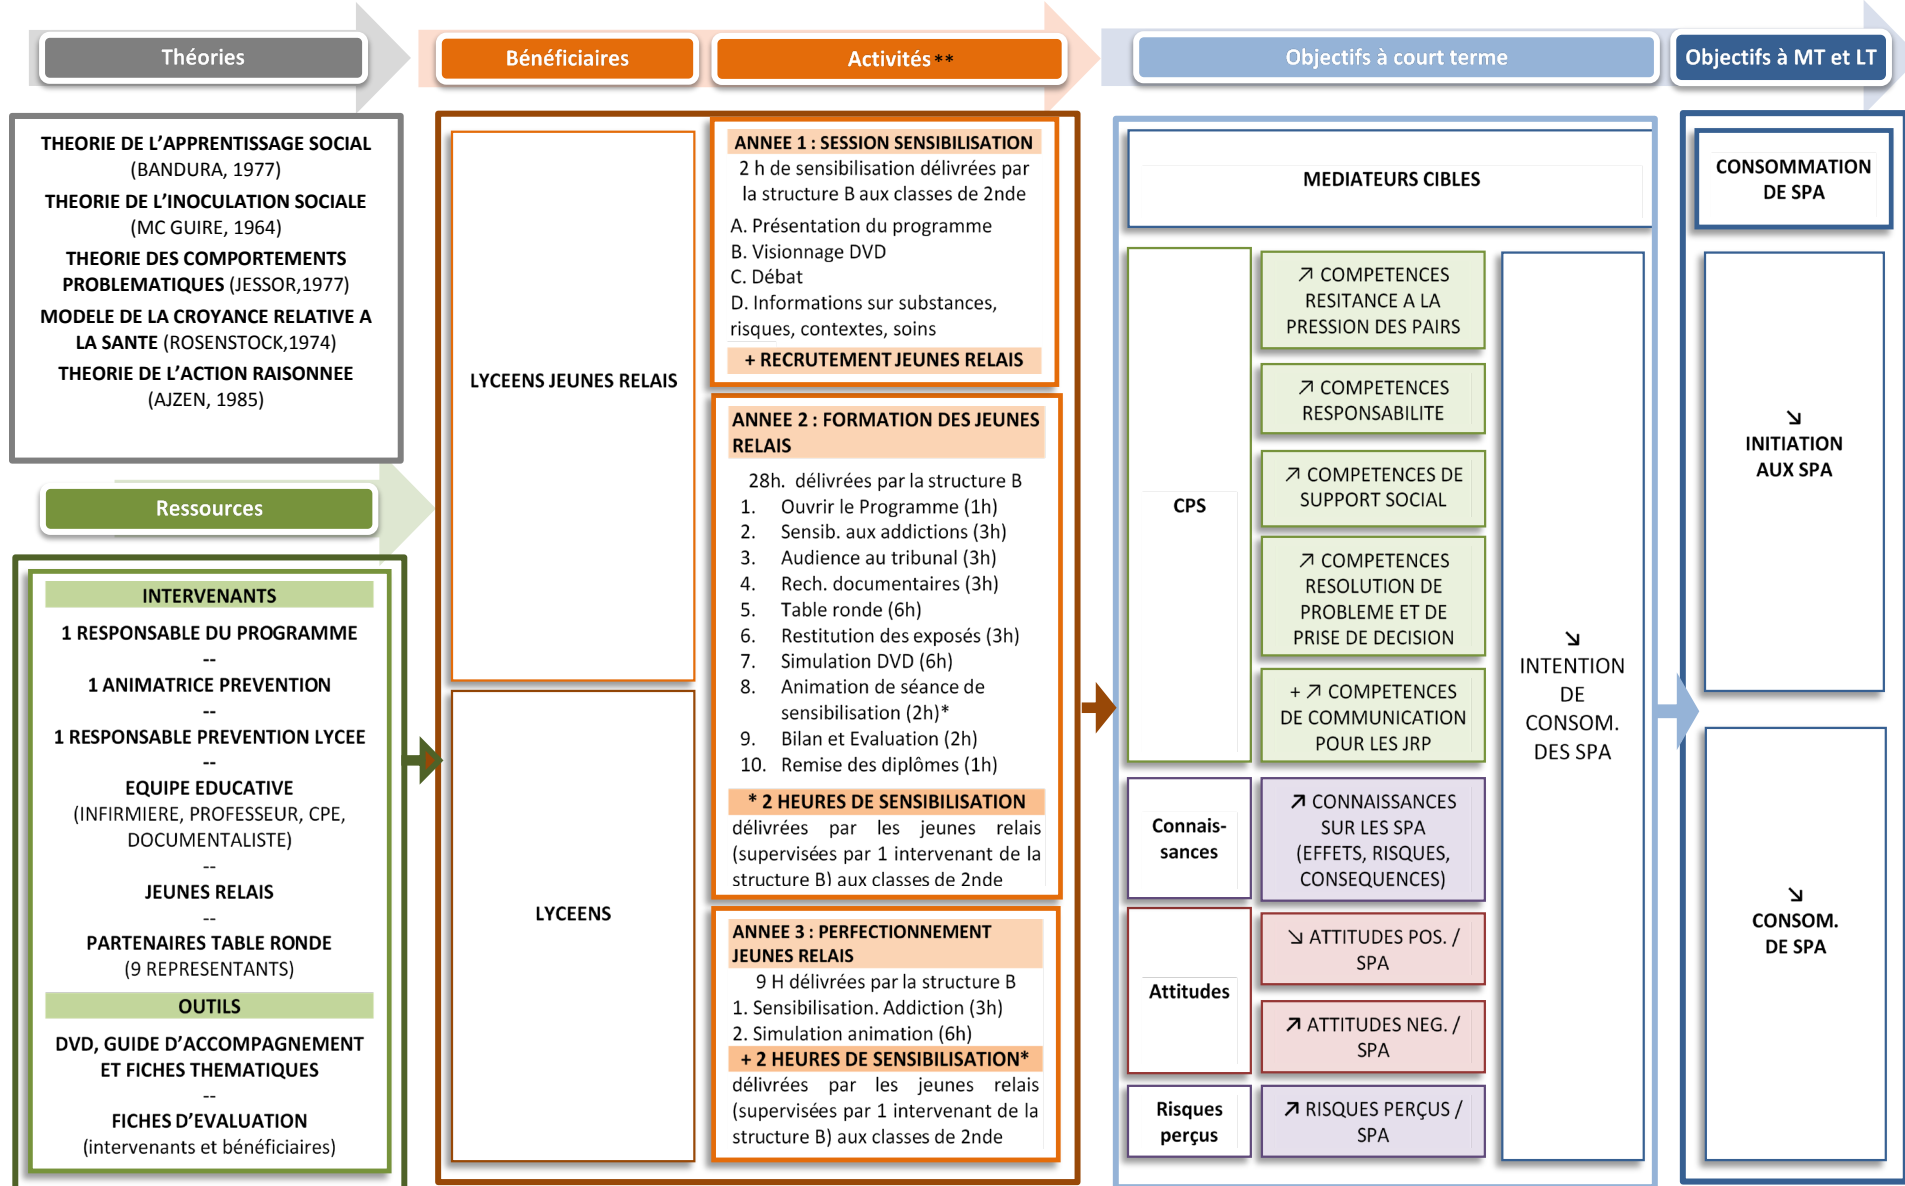 Théories
THEORIE DE L'APPRENTISSAGE SOCIAL
(BANDURA, 1977)
THEORIE DE L'INOCULATION SOCIALE
(MC GUIRE, 1964)
THEORIE DES COMPORTEMENTS
PROBLEMATIQUES (JESSOR,1977)
MODELE DE LA CROYANCE RELATIVE A
LA SANTE (ROSENSTOCK,1974)
THEORIE DE L'ACTION RAISONNEE
(AJZEN, 1985)
Ressources
INTERVENANTS
1 RESPONSABLE DU PROGRAMME
--
1 ANIMATRICE PREVENTION
--
1 RESPONSABLE PREVENTION LYCEE
--
EQUIPE EDUCATIVE
(INFIRMIERE, PROFESSEUR, CPE,
DOCUMENTALISTE)
--
JEUNES RELAIS
--
PARTENAIRES TABLE RONDE
(9 REPRESENTANTS)
OUTILS
DVD, GUIDE D'ACCOMPAGNEMENT
ET FICHES THEMATIQUES
--
FICHES D'EVALUATION
(intervenants et bénéficiaires)
Bénéficiaires
LYCEENS JEUNES RELAIS
LYCEENS
Activités**
ANNEE 1 : SESSION SENSIBILISATION
2 h de sensibilisation délivrées par
la structure B aux classes de 2nde
A. Présentation du programme
B. Visionnage DVD
C. Débat
D. Informations sur substances,
risques, contextes, soins
+ RECRUTEMENT JEUNES RELAIS
ANNEE 2 : FORMATION DES JEUNES
RELAIS
28h. délivrées par la structure B
1. Ouvrir le Programme (1h)
2. Sensib. aux addictions (3h)
3. Audience au tribunal (3h)
4. Rech. documentaires (3h)
5. Table ronde (6h)
6. Restitution des exposés (3h)
7. Simulation DVD (6h)
8. Animation de séance de
sensibilisation (2h)*
9. Bilan et Evaluation (2h)
10. Remise des diplômes (1h)
* 2 HEURES DE SENSIBILISATION
délivrées par les jeunes relais
(supervisées par 1 intervenant de la
structure B) aux classes de 2nde
ANNEE 3 : PERFECTIONNEMENT
JEUNES RELAIS
9 H délivrées par la structure B
1. Sensibilisation. Addiction (3h)
2. Simulation animation (6h)
+ 2 HEURES DE SENSIBILISATION*
délivrées par les jeunes relais
(supervisées par 1 intervenant de la
structure B) aux classes de 2nde
Objectifs à court terme
MEDIATEURS CIBLES
CPS
↗ COMPETENCES
RESITANCE A LA
PRESSION DES PAIRS
↗ COMPETENCES
RESPONSABILITE
↗ COMPETENCES DE
SUPPORT SOCIAL
↗ COMPETENCES
RESOLUTION DE
PROBLEME ET DE
PRISE DE DECISION
+ ↗ COMPETENCES
DE COMMUNICATION
POUR LES JRP
Connais-
sances
↗ CONNAISSANCES
SUR LES SPA
(EFFETS, RISQUES,
CONSEQUENCES)
Attitudes
↘ ATTITUDES POS. /
SPA
↗ ATTITUDES NEG. /
SPA
Risques
perçus
↗ RISQUES PERÇUS /
SPA
↘
INTENTION
DE
CONSOM.
DES SPA
Objectifs à MT et LT
CONSOMMATION
DE SPA
↘
INITIATION
AUX SPA
↘
CONSOM.
DE SPA